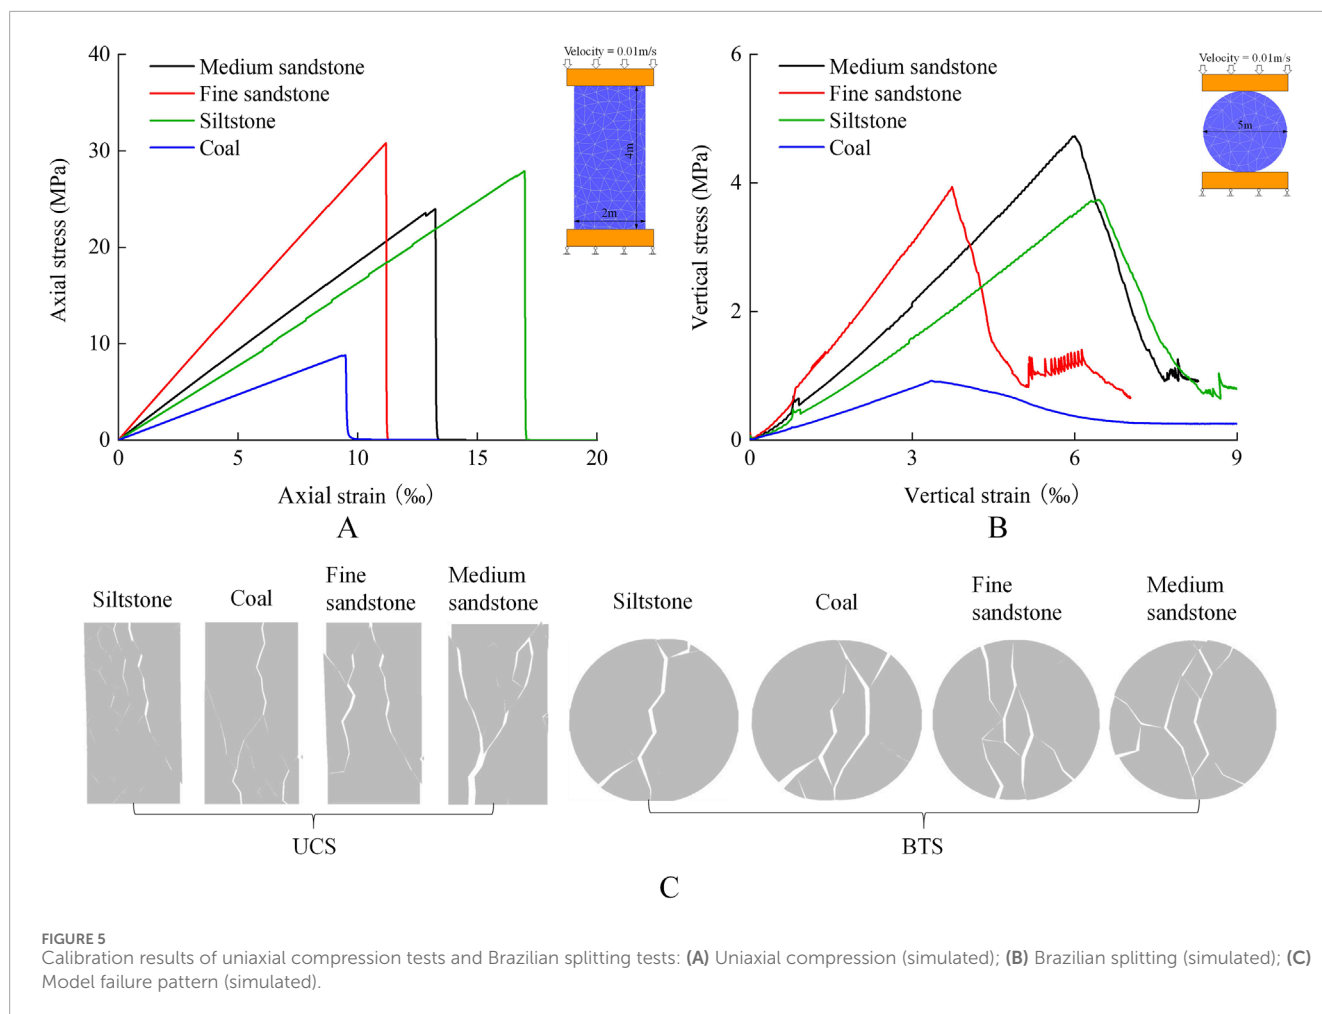 40
30
20
10
0
Axial stress (MPa)
Medium sandstone
Fine sandstone
Siltstone
Coal
Velocity = 0.01m/s
4m
2m
0 5 10 15 20
Axial strain (‰)
A
6
4
2
0
Vertical stress (MPa)
Medium sandstone
Fine sandstone
Siltstone
Coal
Velocity = 0.01m/s
5m
0 3 6 9
Vertical strain (‰)
B
Siltstone
Coal
Fine
sandstone
Medium
sandstone
Siltstone
Coal
Fine
sandstone
Medium
sandstone
UCS
BTS
C
FIGURE 5
Calibration results of uniaxial compression tests and Brazilian splitting tests: (A) Uniaxial compression (simulated); (B) Brazilian splitting (simulated); (C)
Model failure pattern (simulated).